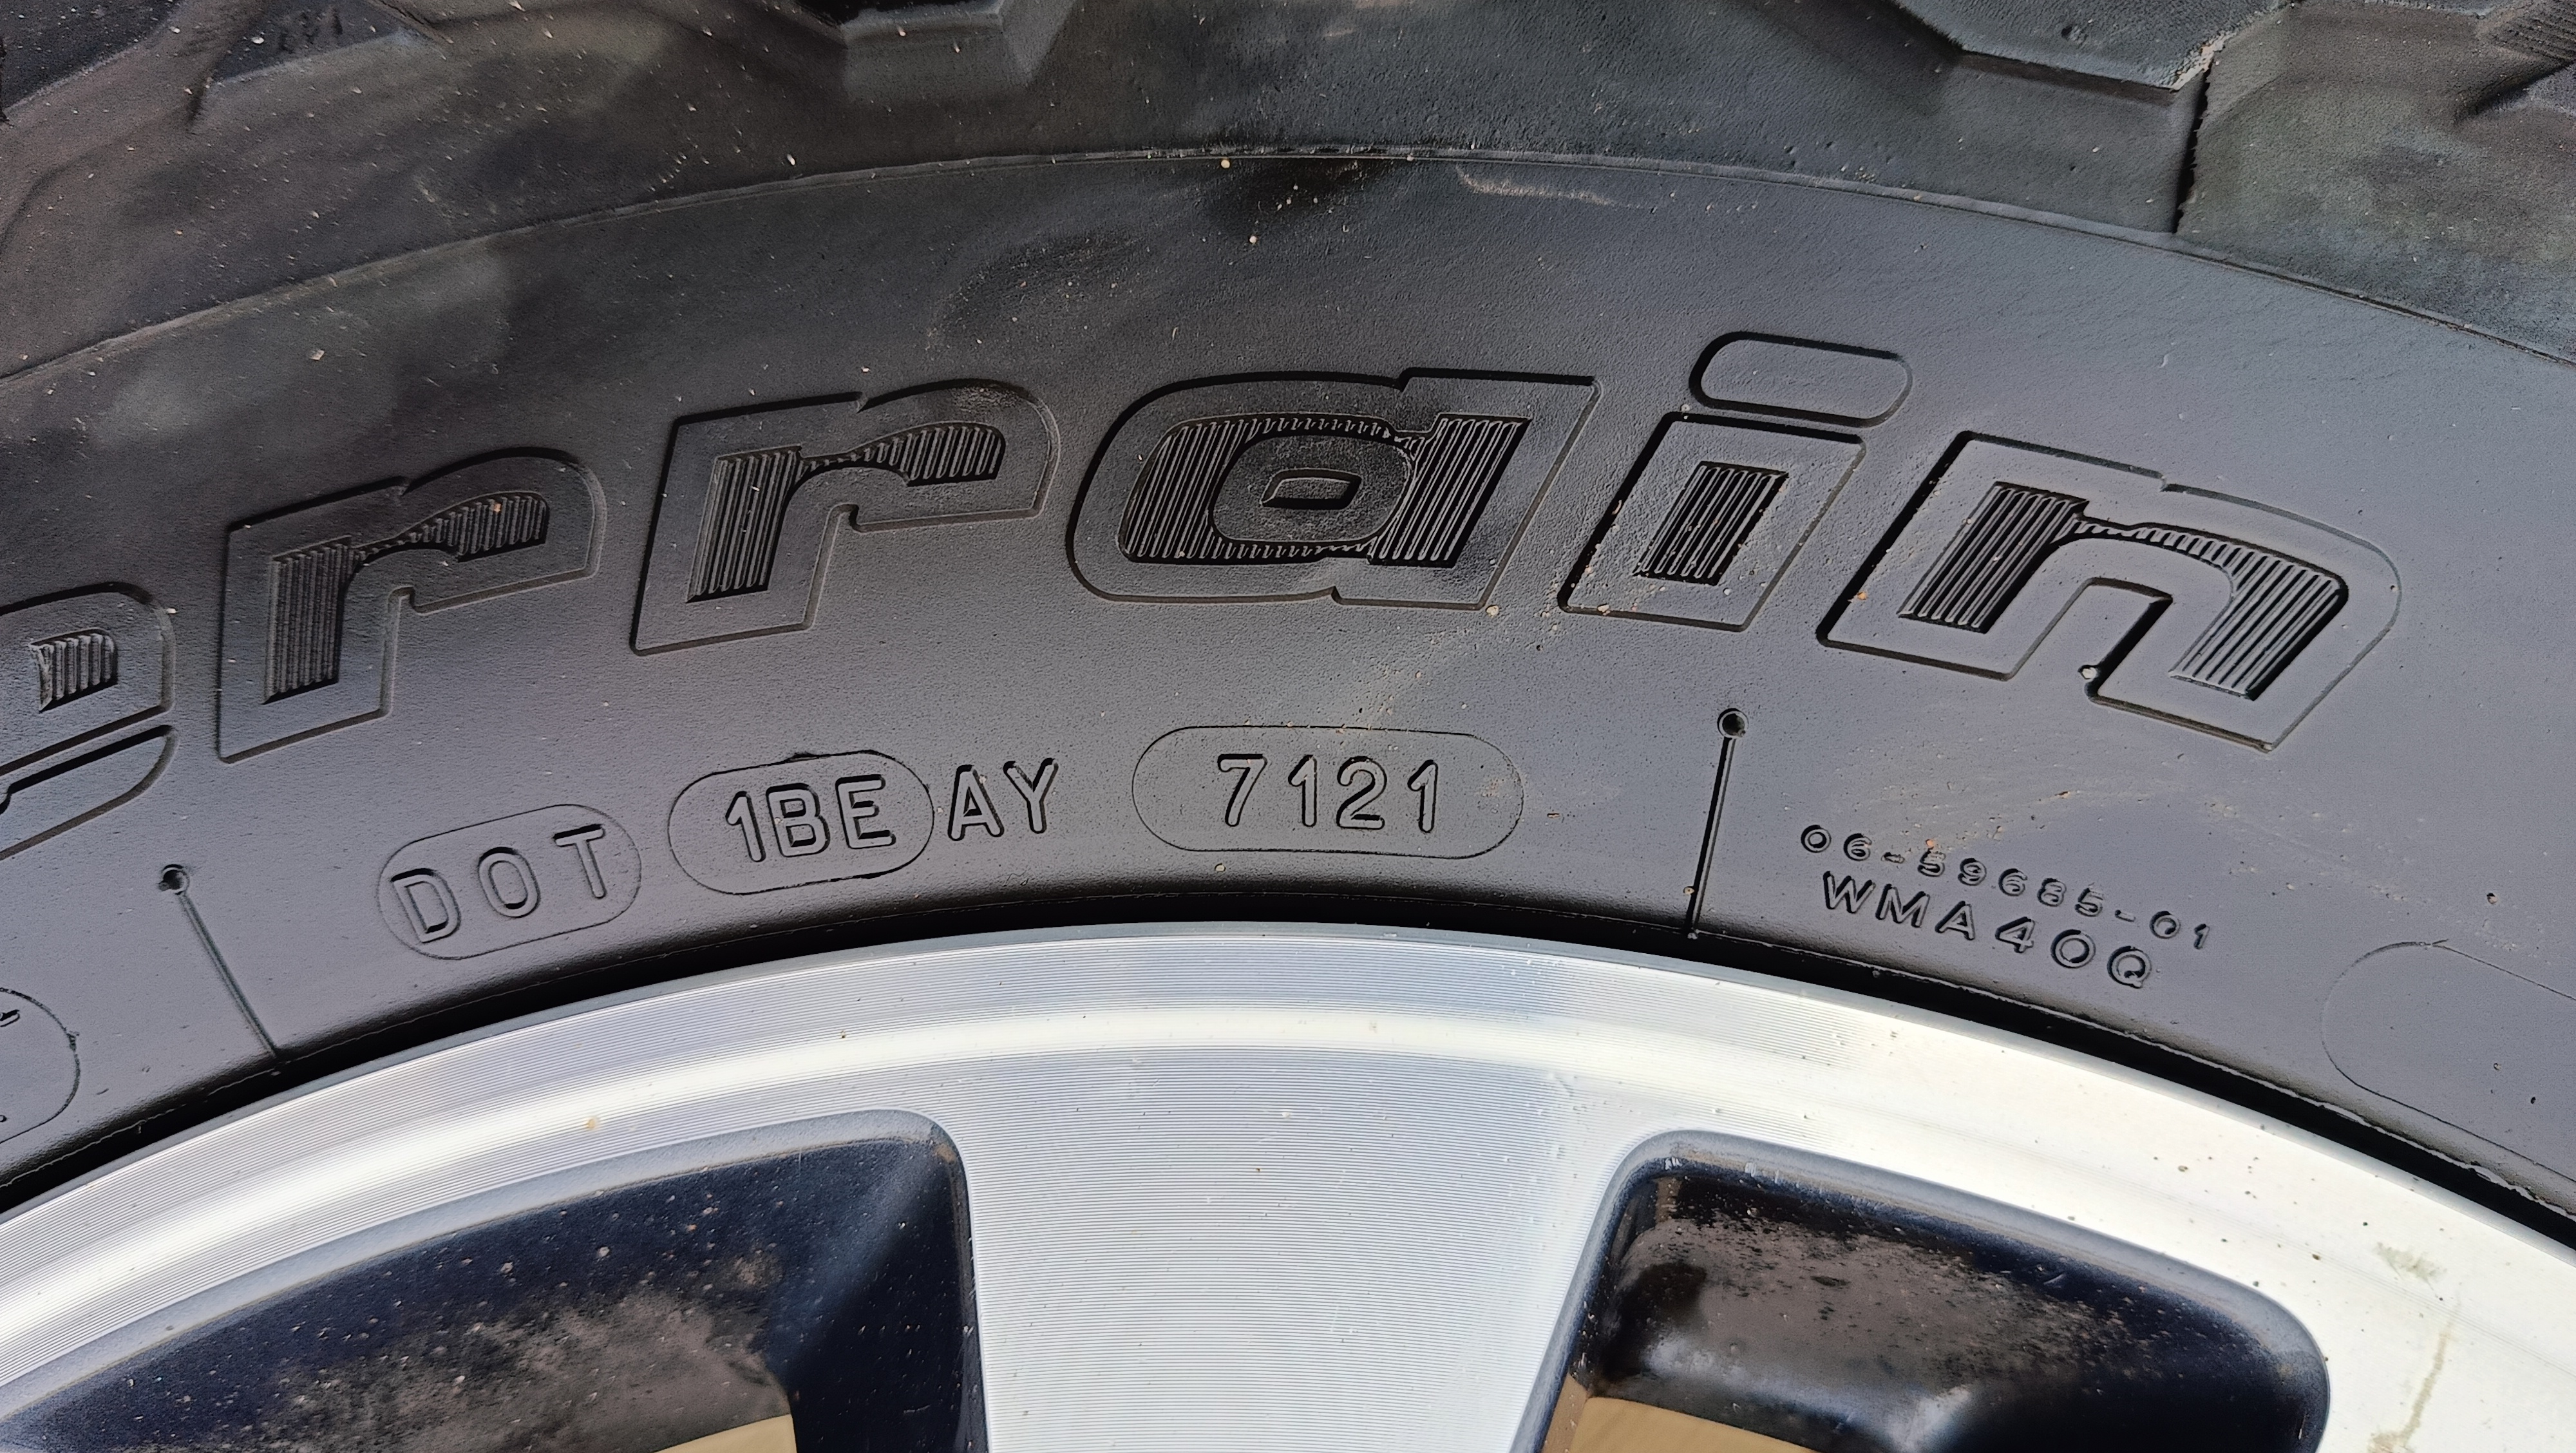 errain
DOT 1BE AY 7121
06-59685-01
WMA40Q